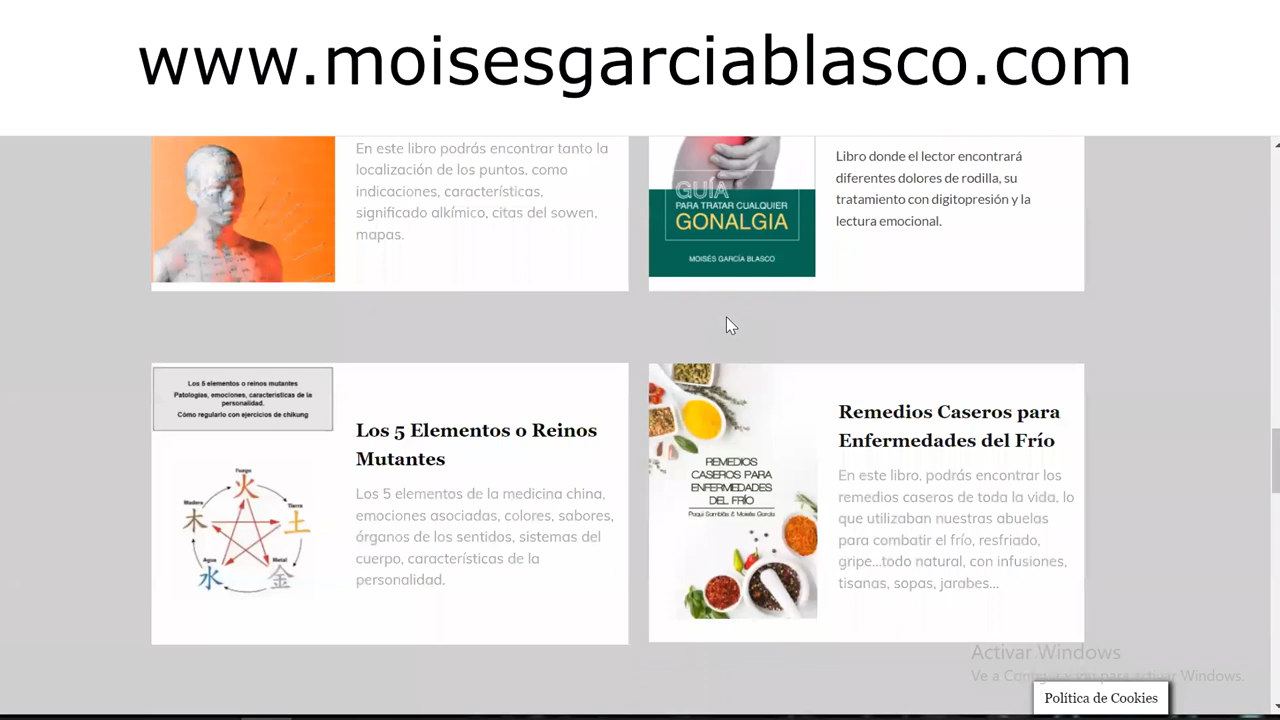 www.moisesgarciablasco.com
En este libro podrás encontrar tanto la
localización de los puntos, como
indicaciones, características,
significado alkímico, citas del sowen,
mapas.
GUÍA
PARA TRATAR CUALQUIER
GONALGIA
MOISÉS GARCÍA BLASCO
Libro donde el lector encontrará
diferentes dolores de rodilla, su
tratamiento con digitopresión y la
lectura emocional.
Los 5 elementos o reinos mutantes
Patologías, emociones, características de la
personalidad.
Cómo regularlo con ejercicios de chikung
Fuego
火
Madera
木
Tierra
土
Agua
水
Metal
金
Los 5 Elementos o Reinos
Mutantes
Los 5 elementos de la medicina china,
emociones asociadas, colores, sabores,
órganos de los sentidos, sistemas del
cuerpo, características de la
personalidad.
REMEDIOS
CASEROS PARA
ENFERMEDADES
DEL FRÍO
Remedios Caseros para
Enfermedades del Frío
En este libro, podrás encontrar los
remedios caseros de toda la vida, lo
que utilizaban nuestras abuelas
para combatir el frío, resfriado,
gripe...todo natural, con infusiones,
tisanas, sopas, jarabes...
Activar Windows
Ve a Configuración para activar Windows.
Política de Cookies